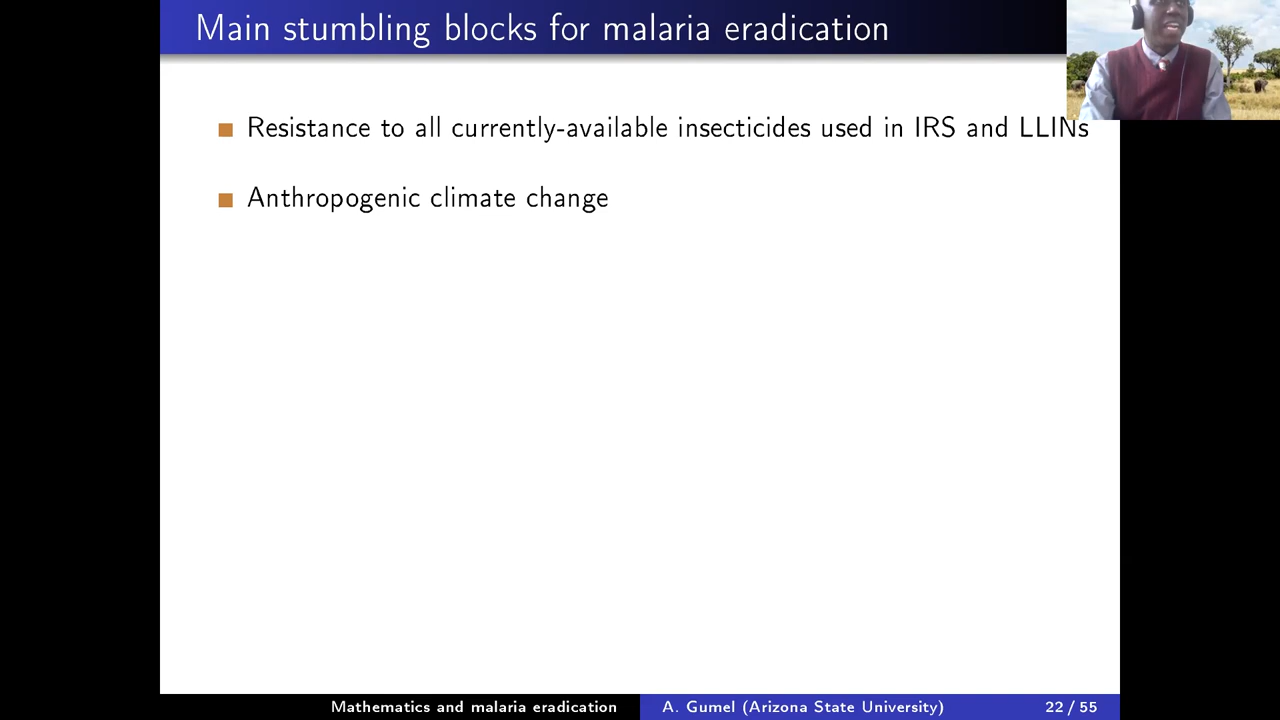 Main stumbling blocks for malaria eradication
Resistance to all currently-available insecticides used in IRS and LLINs
Anthropogenic climate change
Mathematics and malaria eradication
A. Gumel (Arizona State University)
22 / 55